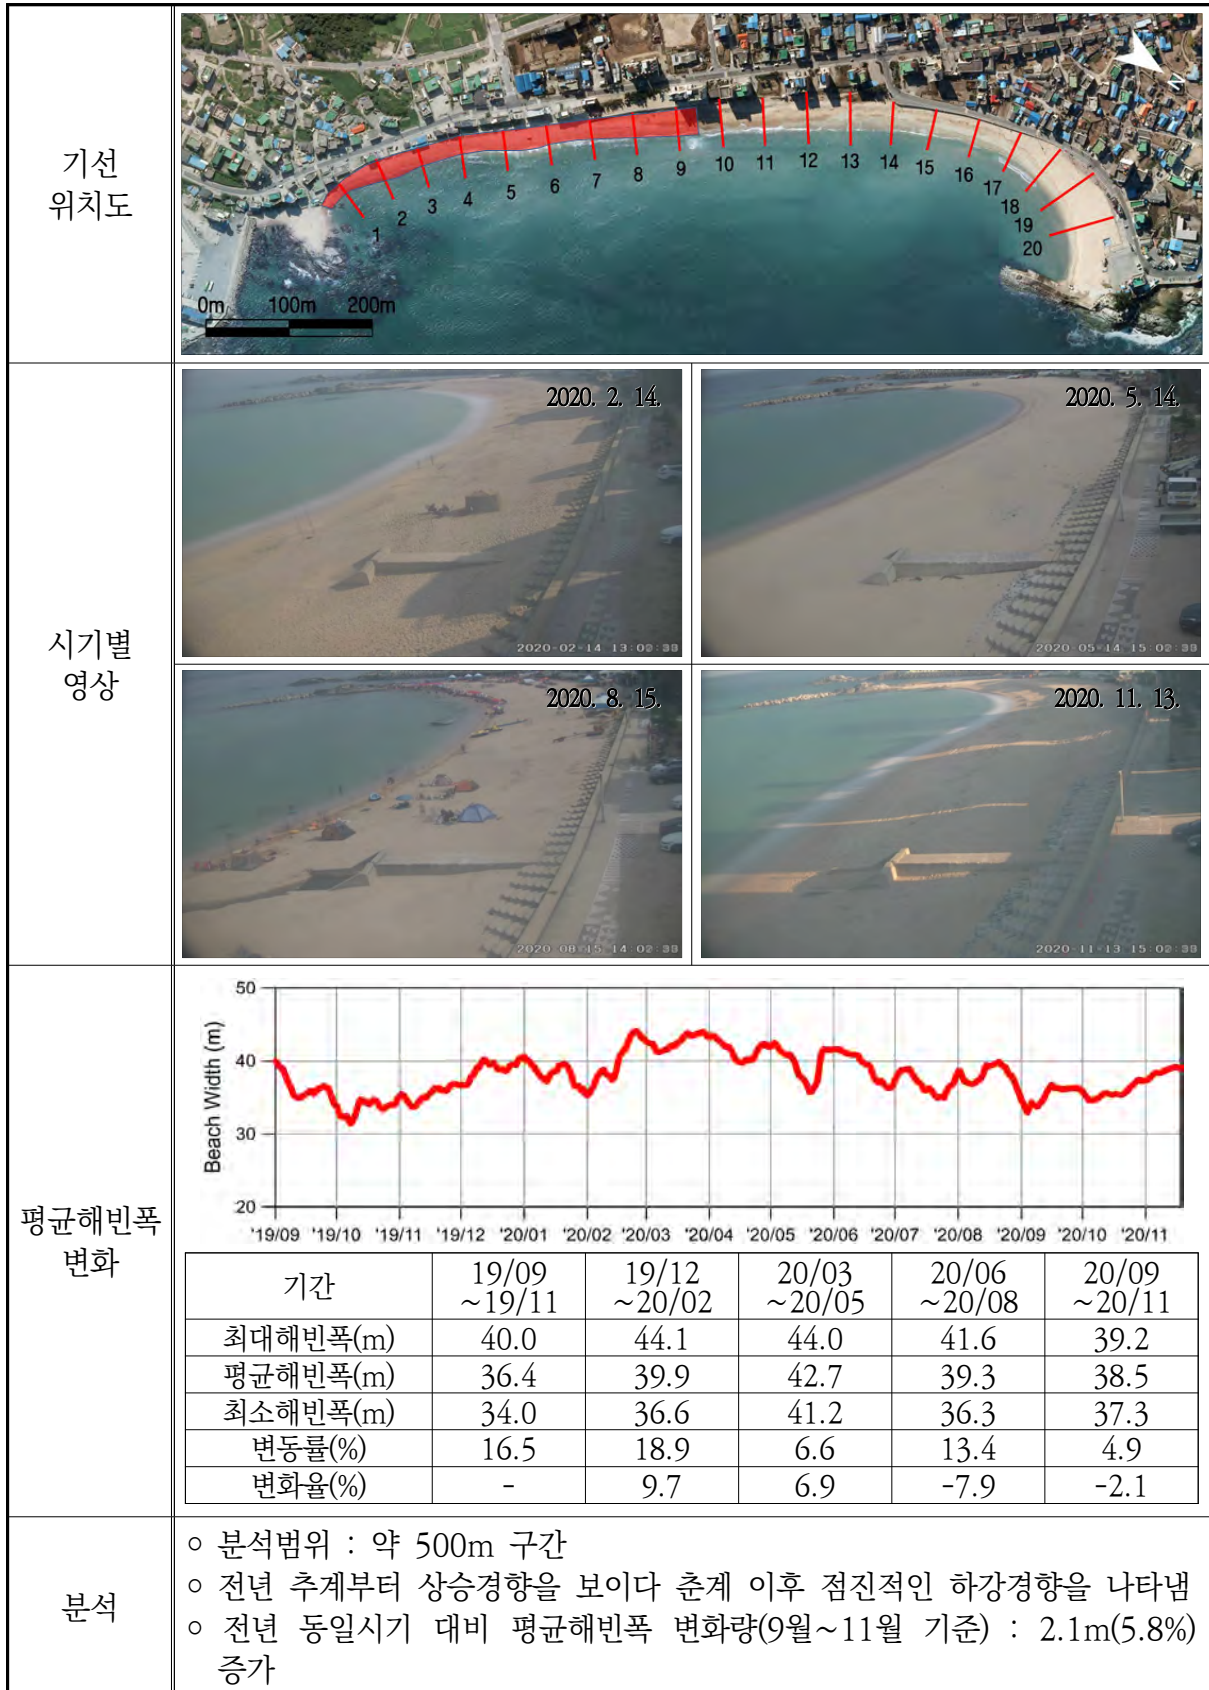 기선
위치도
N
1
2
3
4
5
6
7
8
9
10
11
12
13
14
15
16
17
18
19
20
0m 100m 200m
시기별
영상
2020. 2. 14.
2020-02-14 13:02:33
2020. 5. 14.
2020-05-14 15:02:33
2020. 8. 15.
2020-08-15 14:02:33
2020. 11. 13.
2020-11-13 15:02:33
평균해빈폭
변화
Beach Width (m)
50
40
30
20
'19/09 '19/10 '19/11 '19/12 '20/01 '20/02 '20/03 '20/04 '20/05 '20/06 '20/07 '20/08 '20/09 '20/10 '20/11
기간 19/09 ~19/11 19/12 ~20/02 20/03 ~20/05 20/06 ~20/08 20/09 ~20/11
최대해빈폭(m) 40.0 44.1 44.0 41.6 39.2
평균해빈폭(m) 36.4 39.9 42.7 39.3 38.5
최소해빈폭(m) 34.0 36.6 41.2 36.3 37.3
변동률(%) 16.5 18.9 6.6 13.4 4.9
변화율(%) - 9.7 6.9 -7.9 -2.1
분석
○ 분석범위 : 약 500m 구간
○ 전년 추계부터 상승경향을 보이다 춘계 이후 점진적인 하강경향을 나타냄
○ 전년 동일시기 대비 평균해빈폭 변화량(9월~11월 기준) : 2.1m(5.8%)
증가